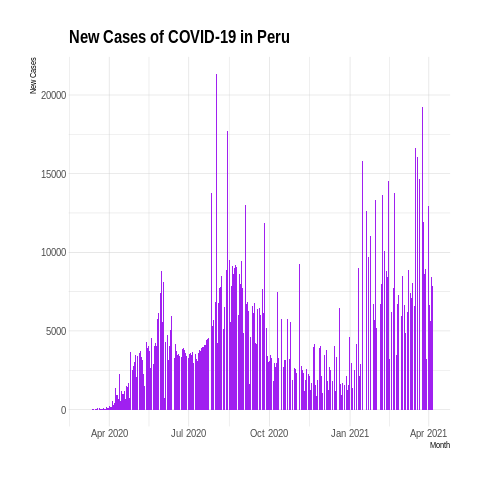 New Cases of COVID-19 in Peru
New Cases
20000
15000
10000
5000
0
Apr 2020 Jul 2020 Oct 2020 Jan 2021 Apr 2021
Month